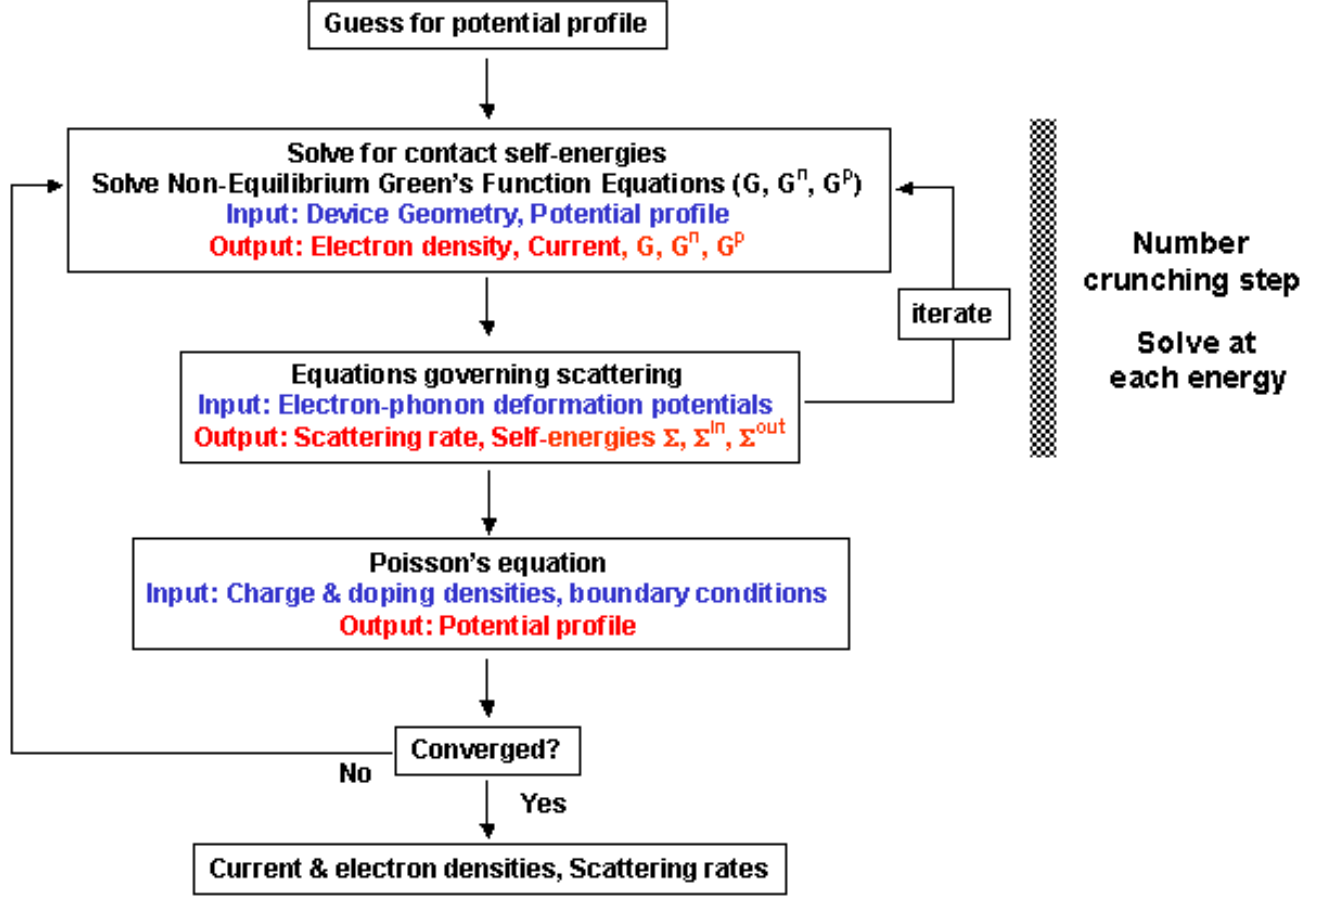 Guess for potential profile
Solve for contact self-energies
Solve Non-Equilibrium Green's Function Equations (G, Gⁿ, Gᵖ)
Input: Device Geometry, Potential profile
Output: Electron density, Current, G, Gⁿ, Gᵖ
iterate
Number
crunching step
Solve at
each energy
Equations governing scattering
Input: Electron-phonon deformation potentials
Output: Scattering rate, Self-energies Σ, Σⁱⁿ, Σᵒᵘᵗ
Poisson's equation
Input: Charge & doping densities, boundary conditions
Output: Potential profile
Converged?
No
Yes
Current & electron densities, Scattering rates